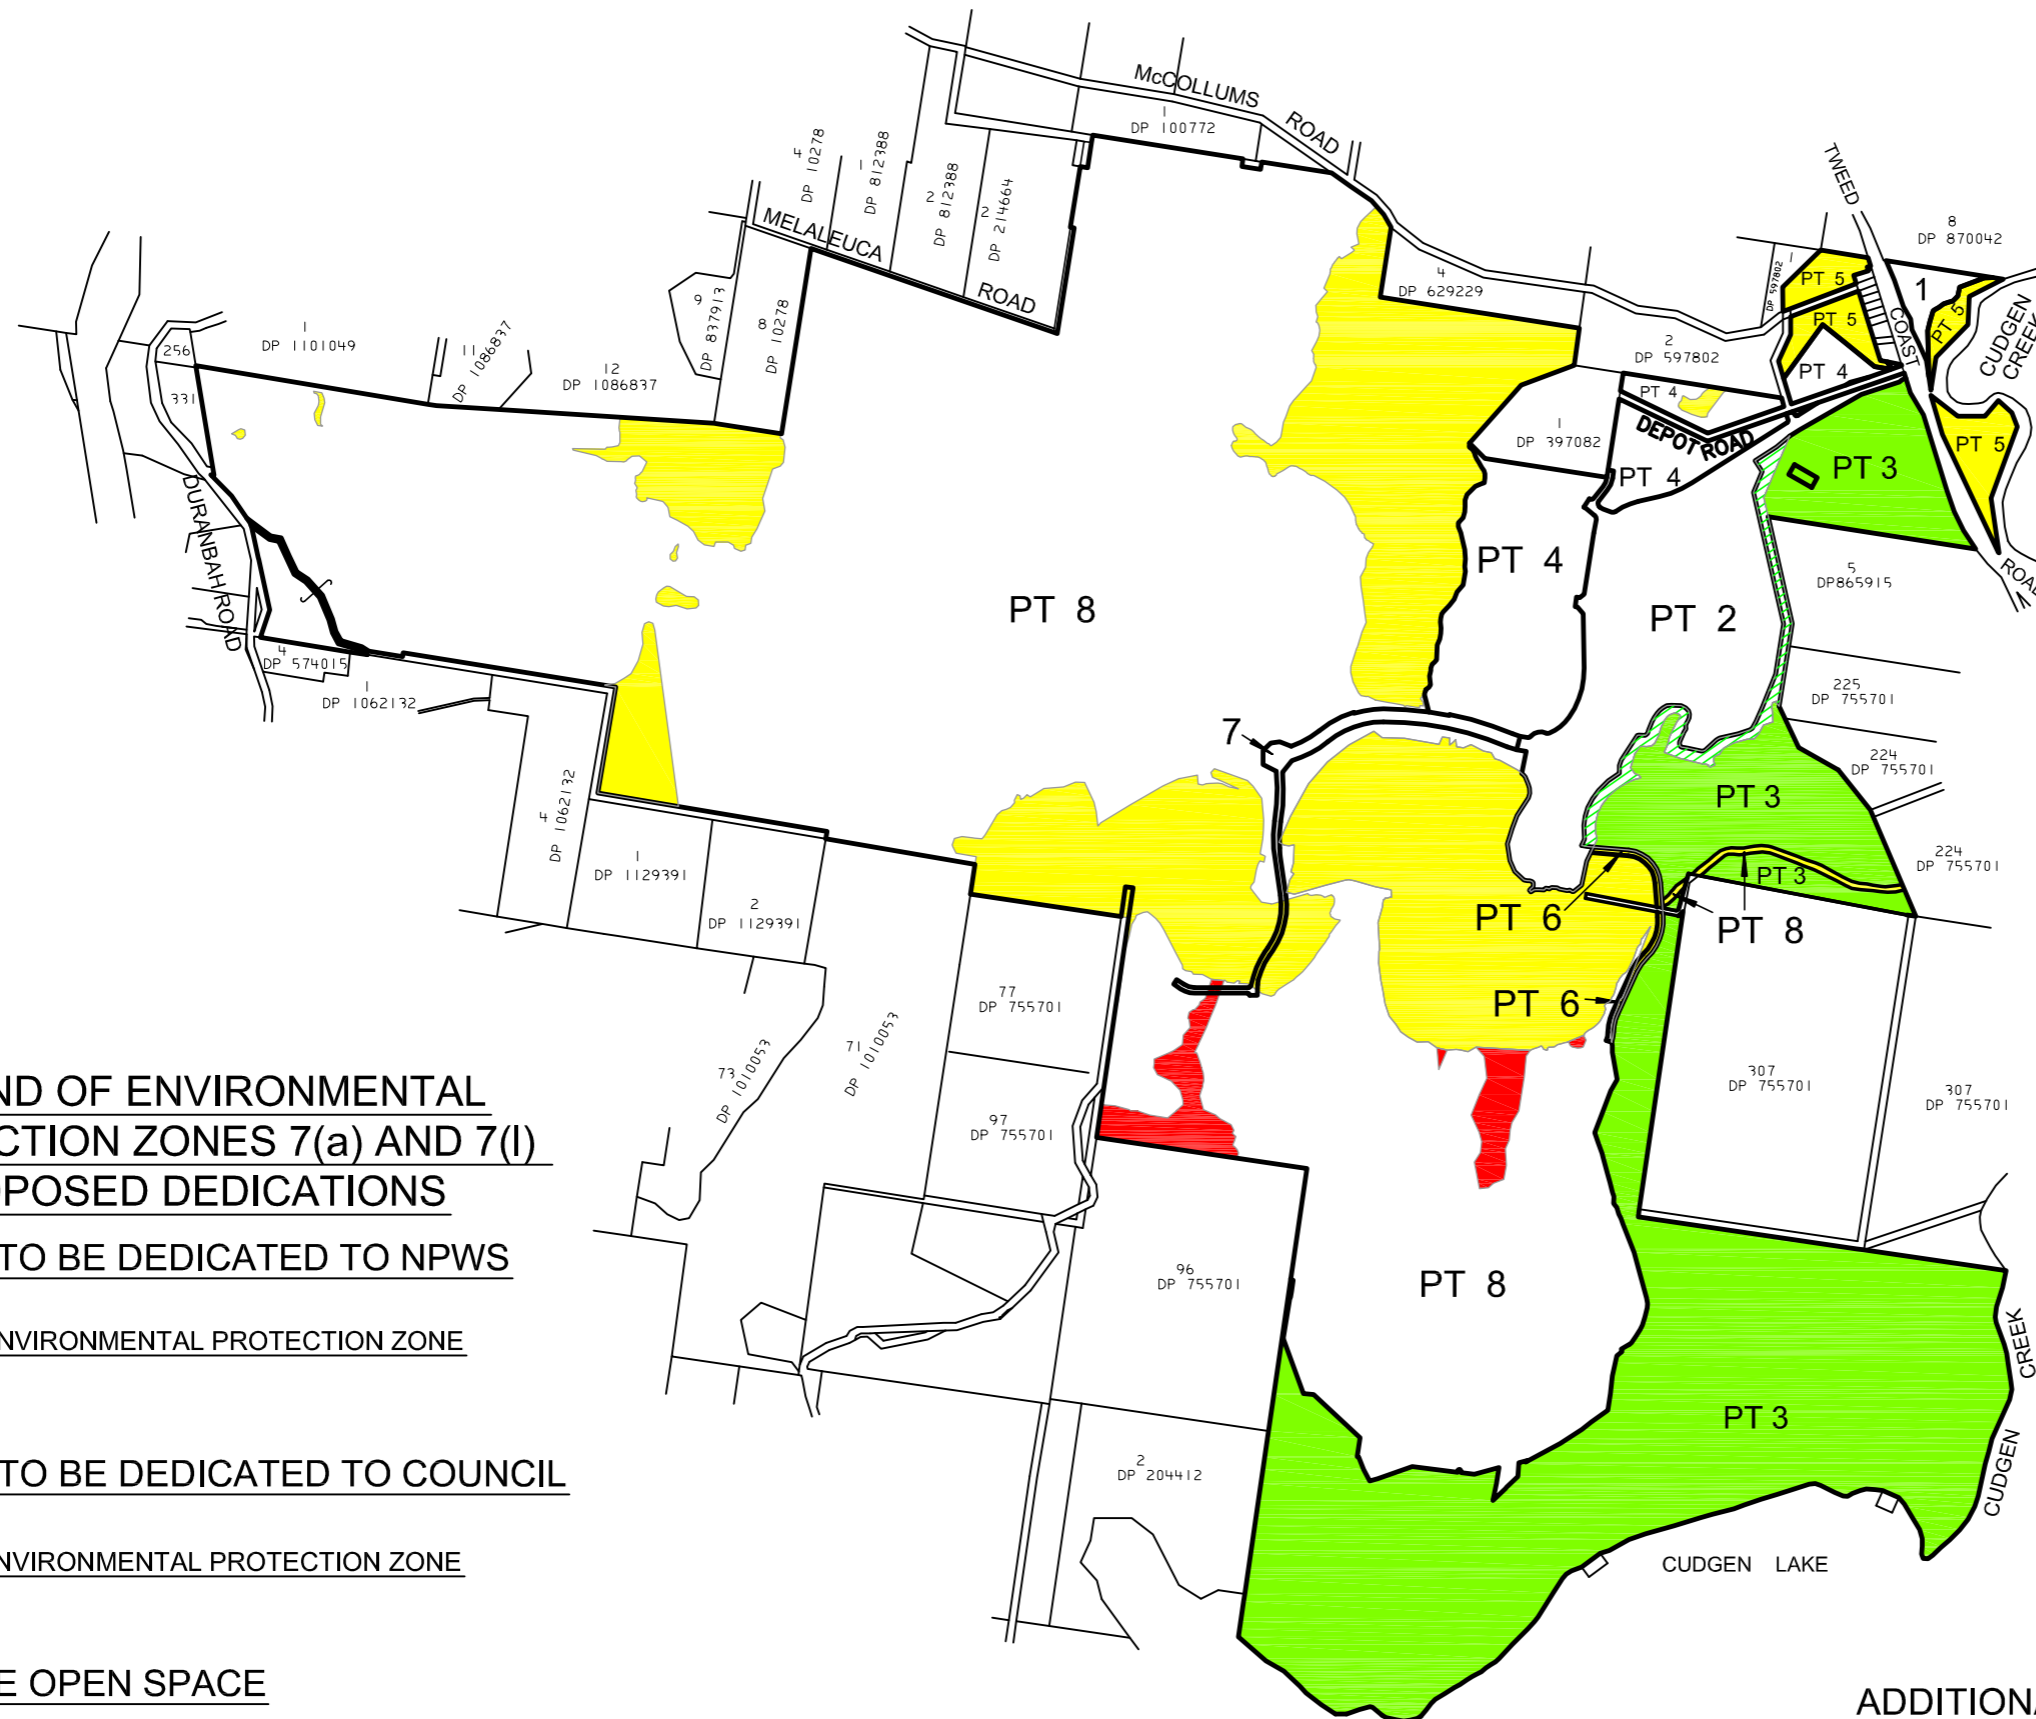 McCOLLUMS
ROAD
1
DP 100772
4
DP 10278
1
DP 812388
2
DP 812388
2
DP 214664
MELALEUCA
ROAD
TWEED
COAST
ROAD
8
DP 870042
1
DP 597802
PT 5
1
PT 5
PT 5
CUDGEN
CREEK
4
DP 629229
2
DP 597802
PT 4
PT 4
9
DP 837913
8
DP 10278
256
1
DP 1101049
11
DP 1086837
12
DP 1086837
331
1
DP 397082
DEPOT ROAD
PT 4
PT 3
PT 5
DURANBAH ROAD
PT 4
5
DP865915
PT 8
PT 2
4
DP 574015
1
DP 1062132
225
DP 755701
7
224
DP 755701
PT 3
4
DP 1062132
1
DP 1129391
2
DP 1129391
224
DP 755701
PT 3
PT 6
PT 8
77
DP 755701
PT 6
73
DP 1010053
71
DP 1010053
307
DP 755701
307
DP 755701
97
DP 755701
ND OF ENVIRONMENTAL
CTION ZONES 7(a) AND 7(l)
OPOSED DEDICATIONS
TO BE DEDICATED TO NPWS
96
DP 755701
PT 8
NVIRONMENTAL PROTECTION ZONE
CUDGEN
CREEK
PT 3
TO BE DEDICATED TO COUNCIL
2
DP 204412
NVIRONMENTAL PROTECTION ZONE
CUDGEN LAKE
E OPEN SPACE
ADDITIONA